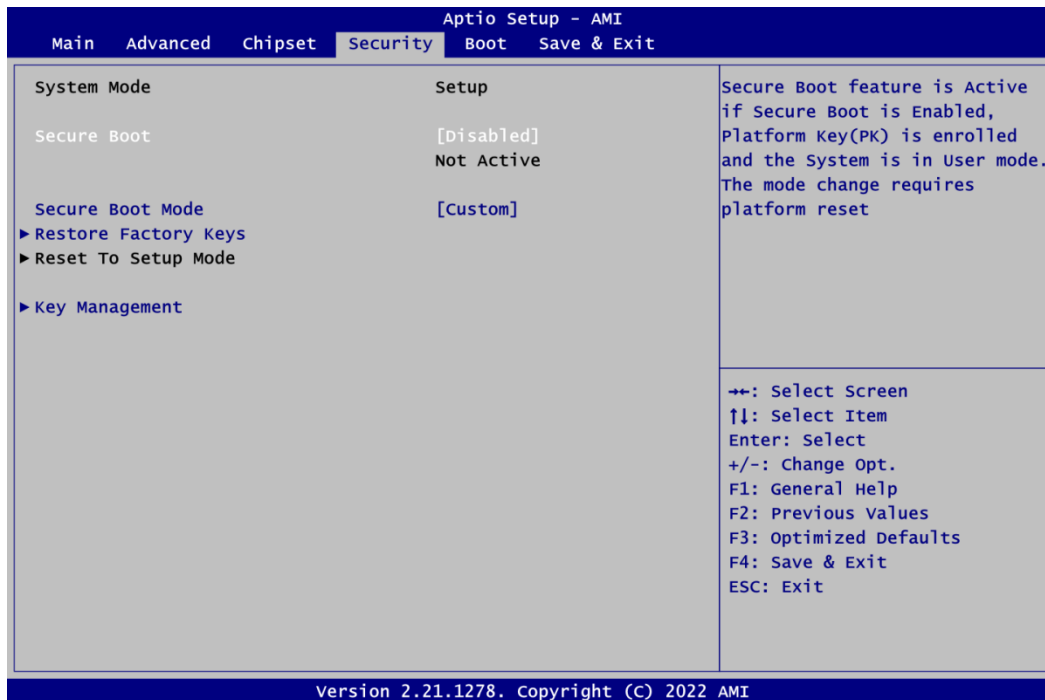 Aptio Setup - AMI
Main Advanced Chipset Security Boot Save & Exit
System Mode Setup
Secure Boot [Disabled]
Not Active
Secure Boot Mode [Custom]
►Restore Factory Keys
►Reset To Setup Mode
►Key Management
Secure Boot feature is Active
if Secure Boot is Enabled,
Platform Key(PK) is enrolled
and the System is in User mode.
The mode change requires
platform reset
→←: Select Screen
↑↓: Select Item
Enter: Select
+/-: Change Opt.
F1: General Help
F2: Previous Values
F3: Optimized Defaults
F4: Save & Exit
ESC: Exit
Version 2.21.1278. Copyright (C) 2022 AMI